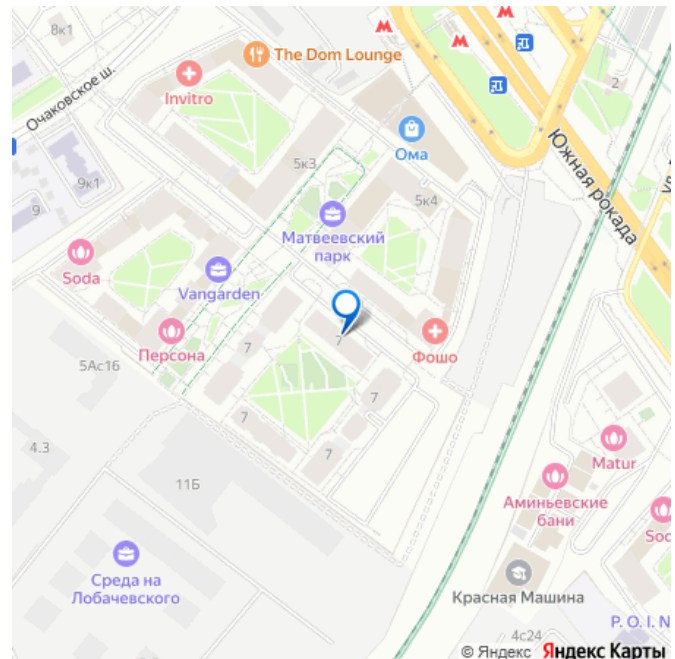 8к1
The Dom Lounge
Invitro
Очаковское ш.
Ома
2
Южная рокада
5к3
9к1
9
5к4
Матвеевский
парк
Soda
Vangarden
Персона
7
7
Фошо
5Ас16
7
7
7
4.3
11Б
Matur
Аминьевские
бани
Среда на
Лобачевского
Красная Машина
P. O. I. N
4с24
© Яндекс Яндекс Карты